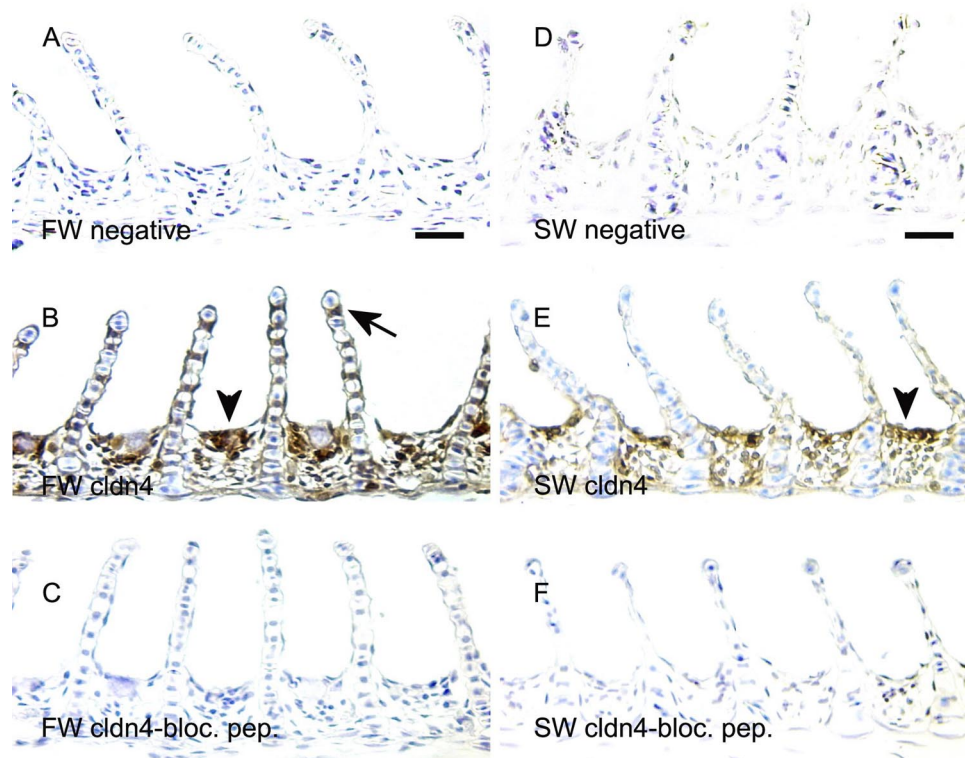 A
FW negative
D
SW negative
B
FW cldn4
E
SW cldn4
C
FW cldn4-bloc. pep.
F
SW cldn4-bloc. pep.